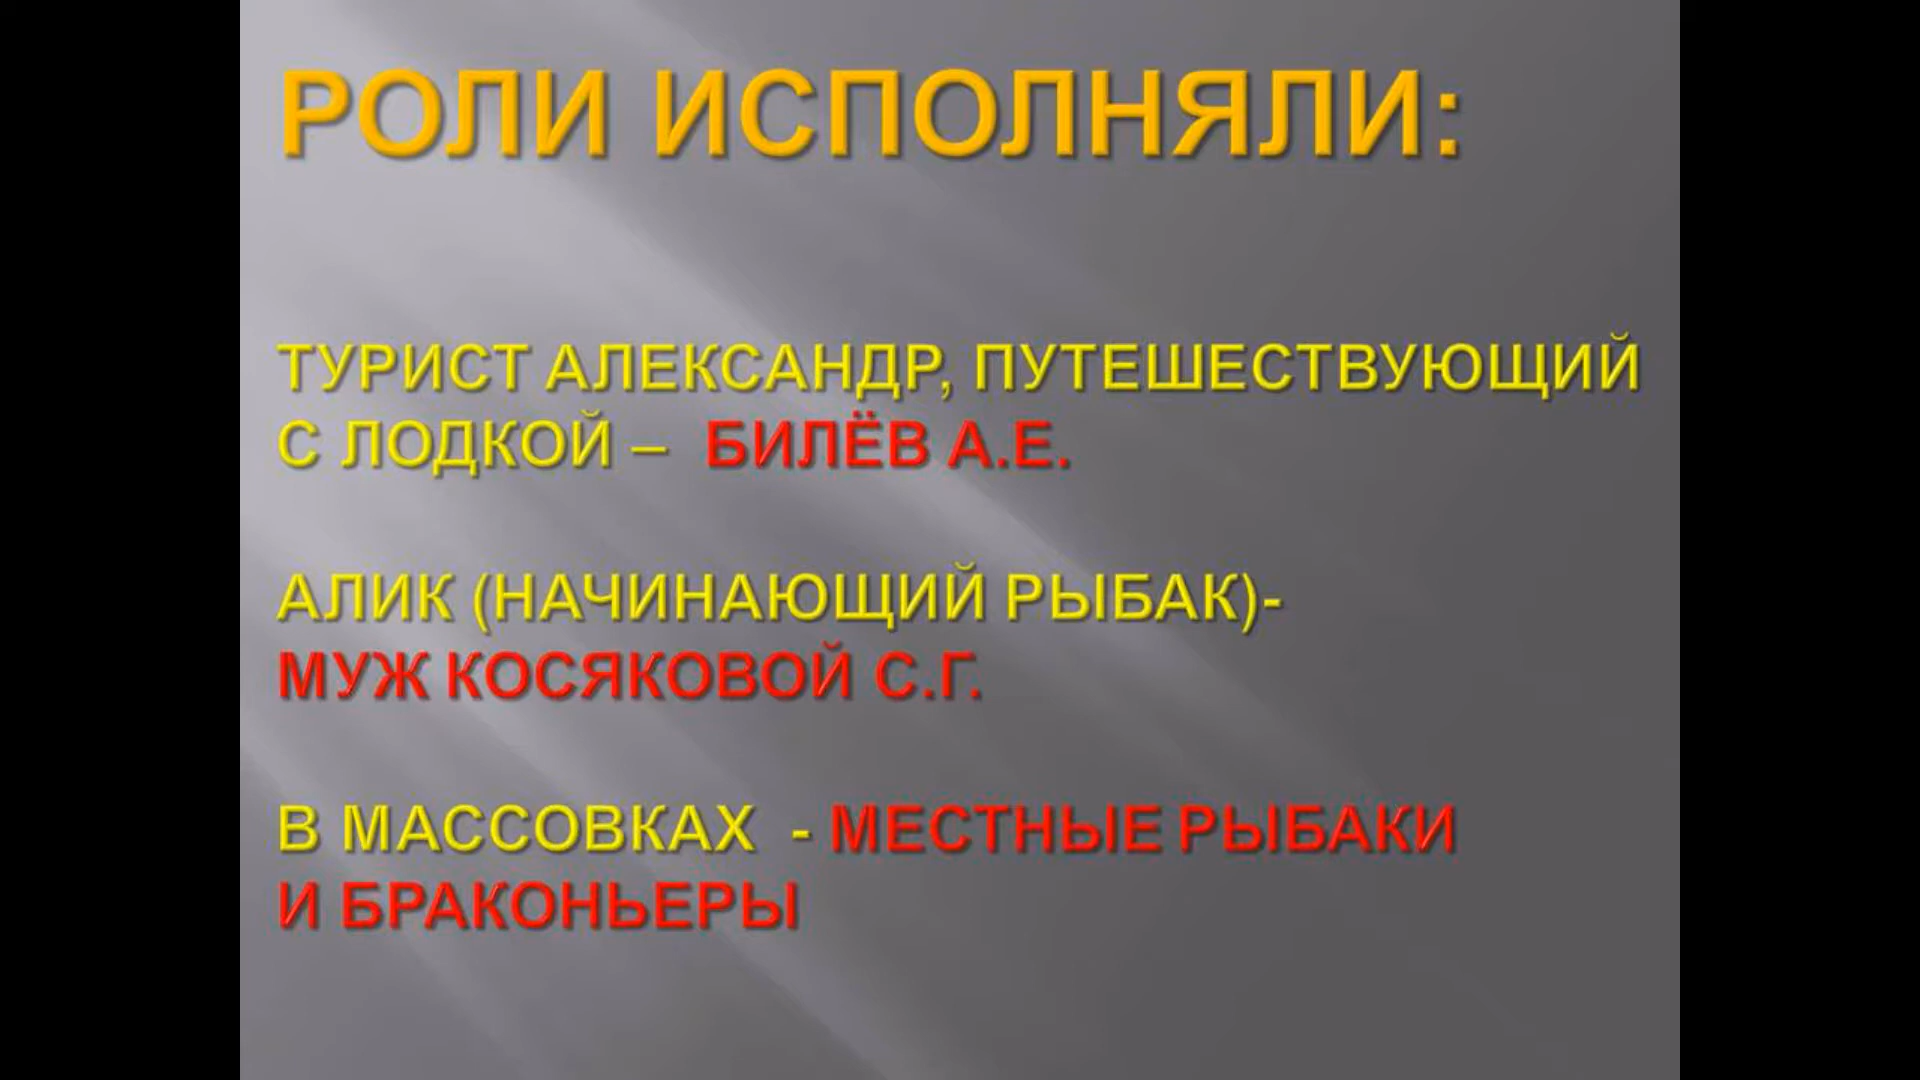 РОЛИ ИСПОЛНЯЛИ:
ТУРИСТ АЛЕКСАНДР, ПУТЕШЕСТВУЮЩИЙ
С ЛОДКОЙ – БИЛЁВ А.Е.
АЛИК (НАЧИНАЮЩИЙ РЫБАК)-
МУЖ КОСЯКОВОЙ С.Г.
В МАССОВКАХ - МЕСТНЫЕ РЫБАКИ
И БРАКОНЬЕРЫ